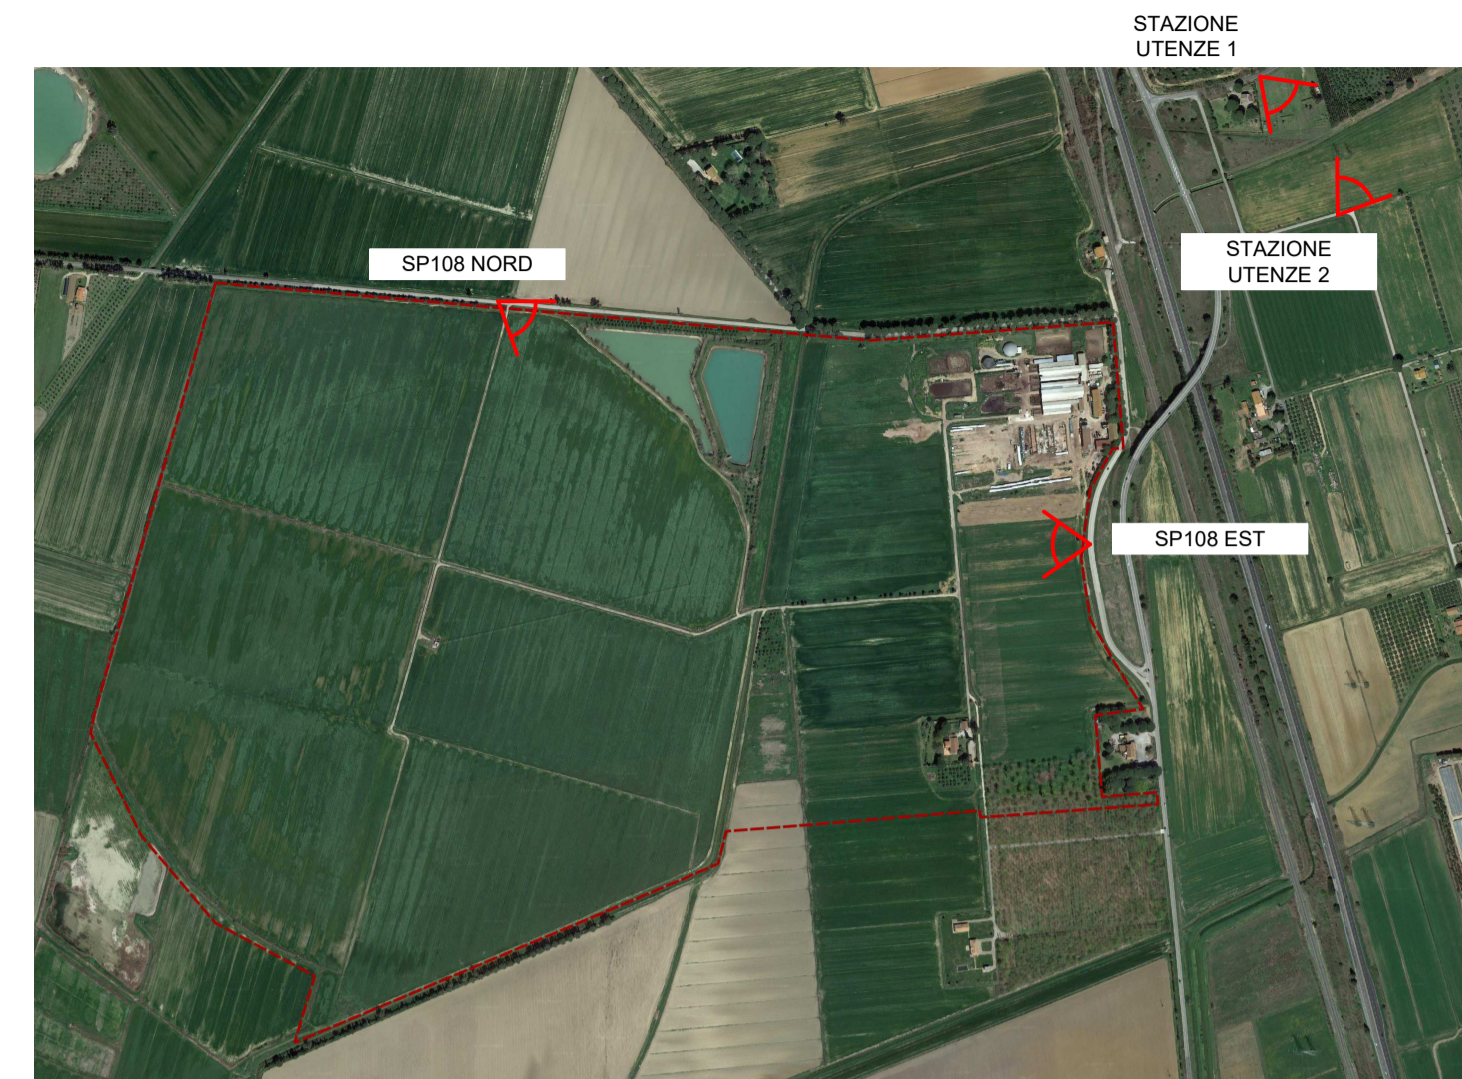 STAZIONE
UTENZE 1
SP108 NORD
STAZIONE
UTENZE 2
SP108 EST